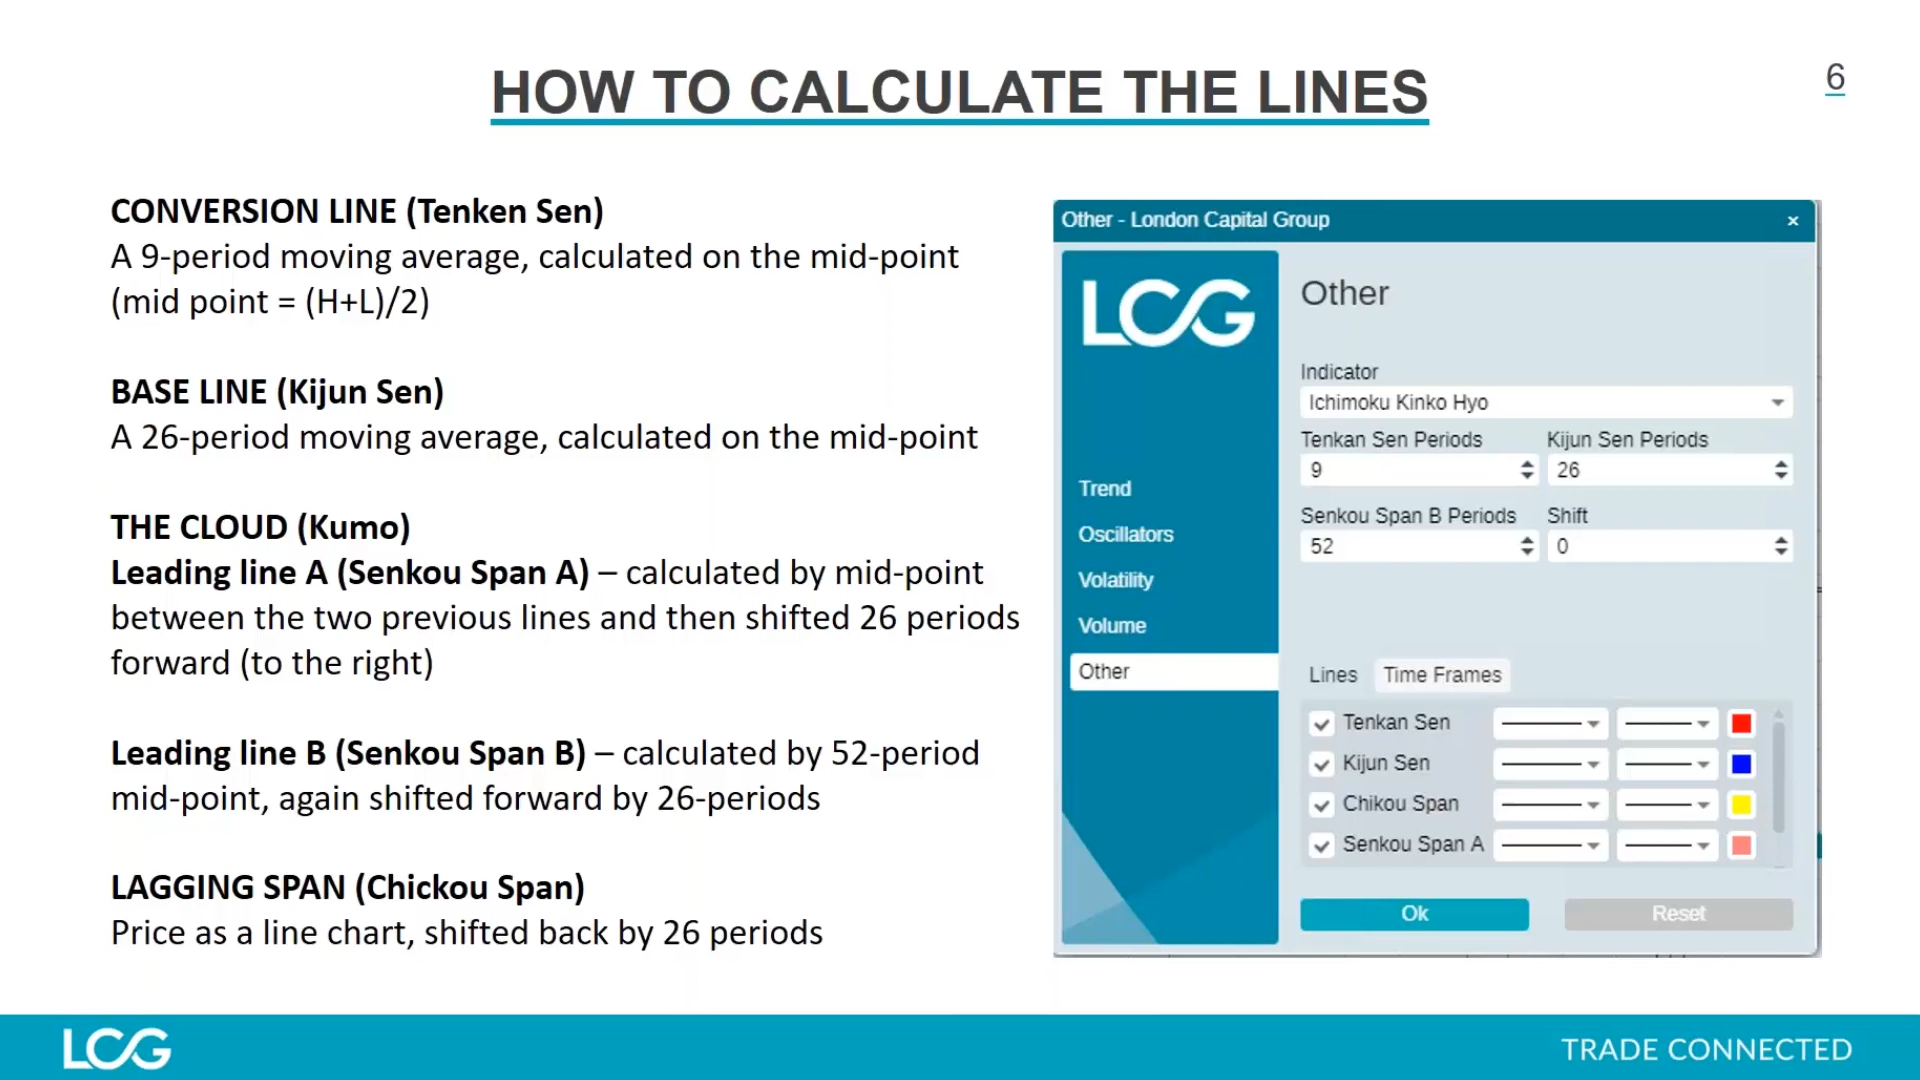 HOW TO CALCULATE THE LINES
6
CONVERSION LINE (Tenken Sen)
A 9-period moving average, calculated on the mid-point
(mid point = (H+L)/2)
BASE LINE (Kijun Sen)
A 26-period moving average, calculated on the mid-point
THE CLOUD (Kumo)
Leading line A (Senkou Span A) – calculated by mid-point
between the two previous lines and then shifted 26 periods
forward (to the right)
Leading line B (Senkou Span B) – calculated by 52-period
mid-point, again shifted forward by 26-periods
LAGGING SPAN (Chickou Span)
Price as a line chart, shifted back by 26 periods
Other - London Capital Group
×
LCG
Trend
Oscillators
Volatility
Volume
Other
Other
Indicator
Ichimoku Kinko Hyo
Tenkan Sen Periods Kijun Sen Periods
9 26
Senkou Span B Periods Shift
52 0
Lines Time Frames
Tenkan Sen
Kijun Sen
Chikou Span
Senkou Span A
Ok Reset
LCG
TRADE CONNECTED